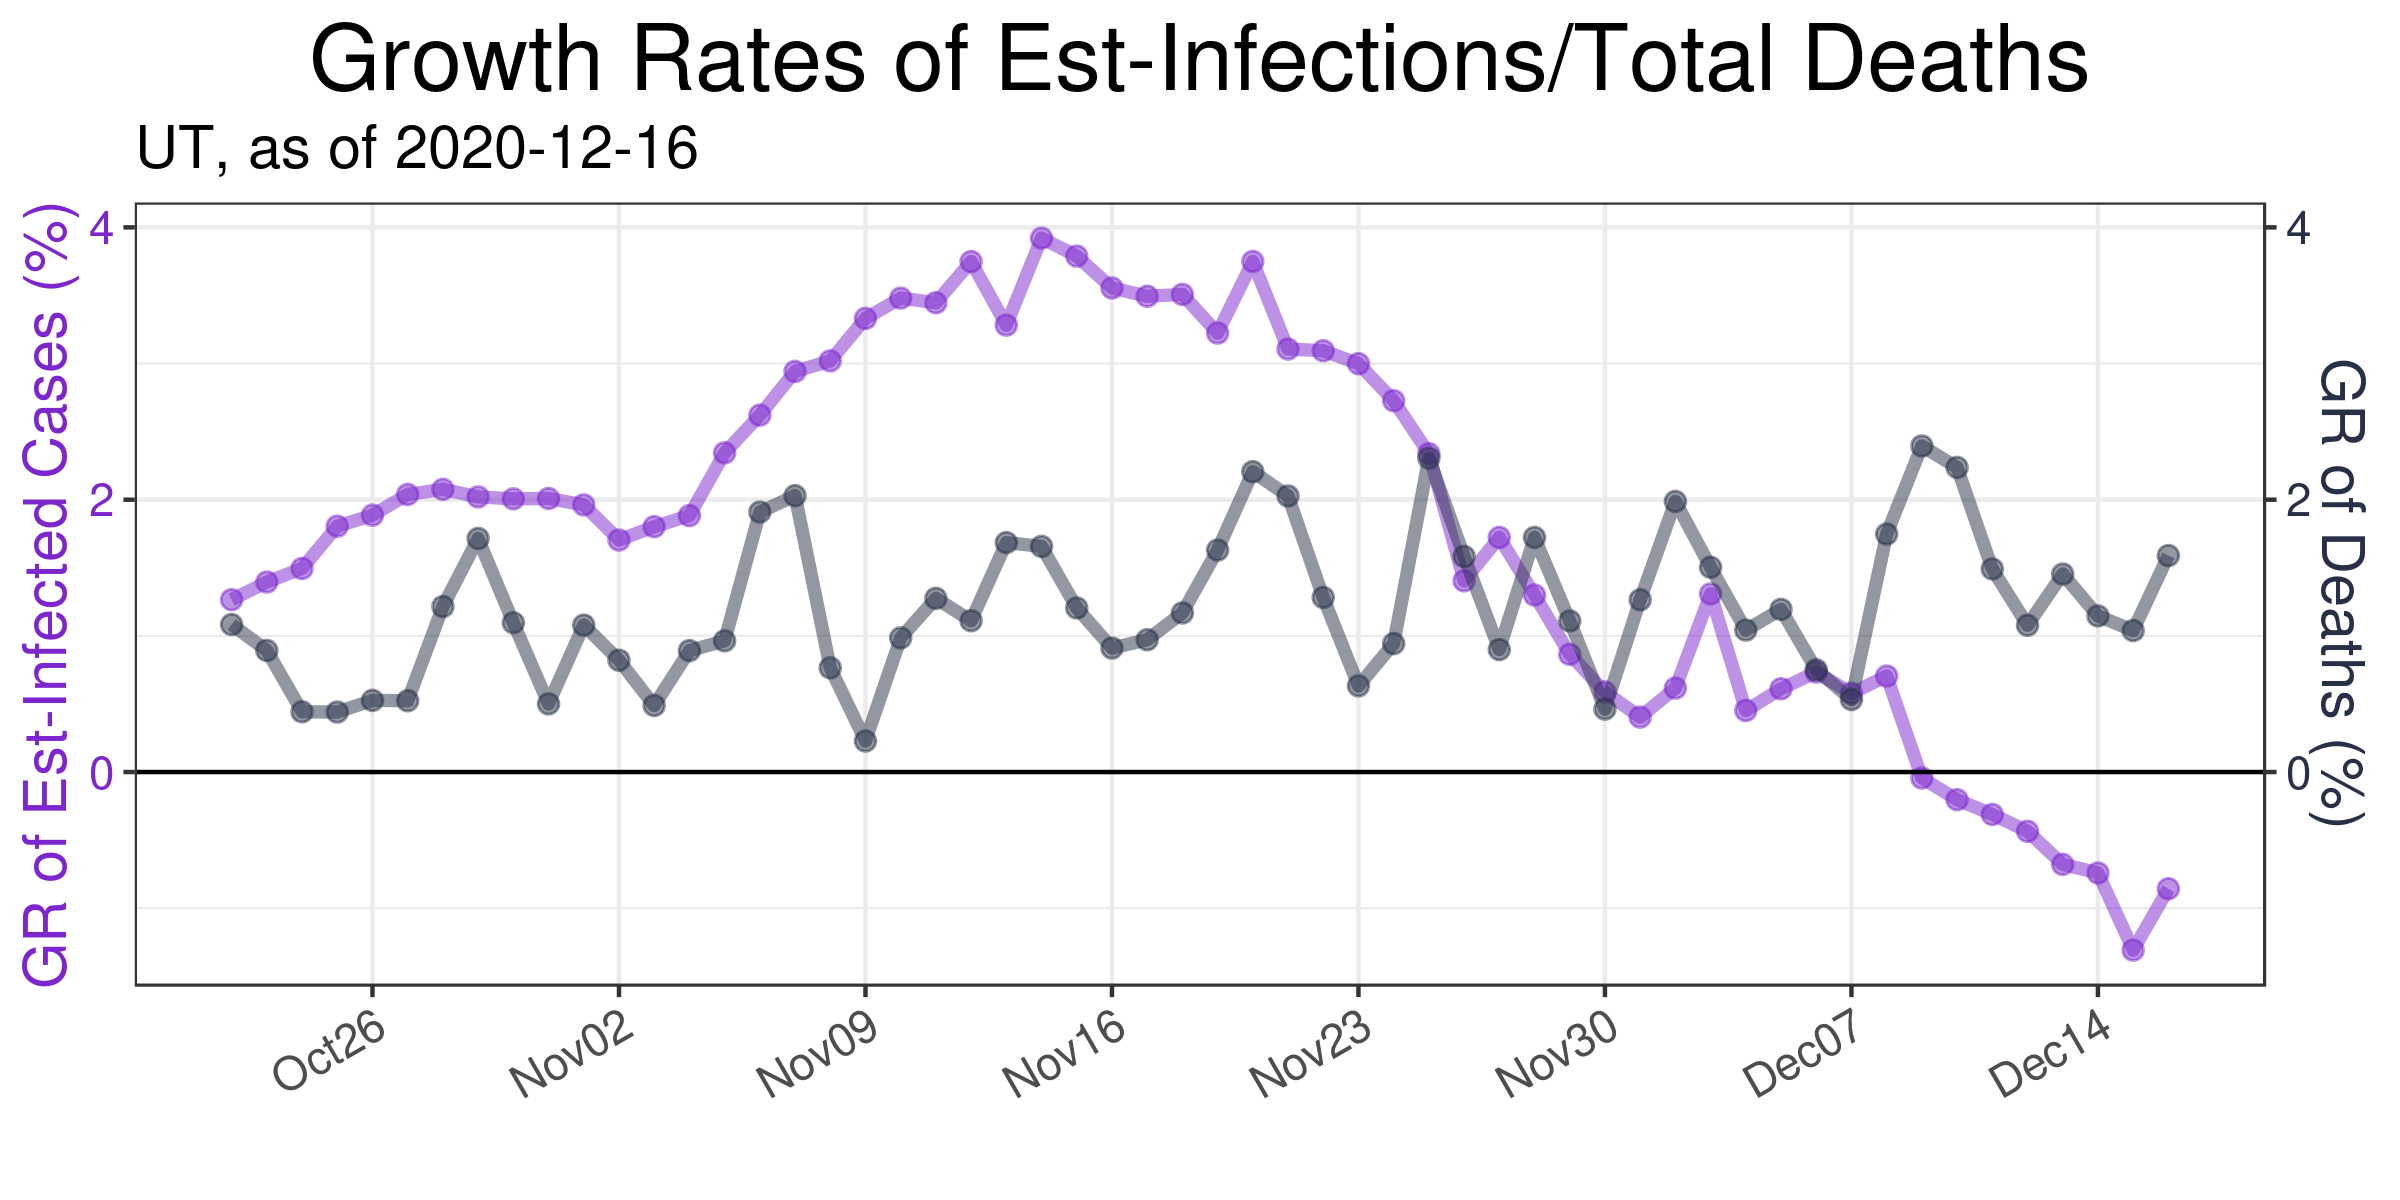 Growth Rates of Est-Infections/Total Deaths
UT, as of 2020-12-16
GR of Est-Infected Cases (%)
4
2
0
4
2
0
GR of Deaths (%)
Oct26
Nov02
Nov09
Nov16
Nov23
Nov30
Dec07
Dec14